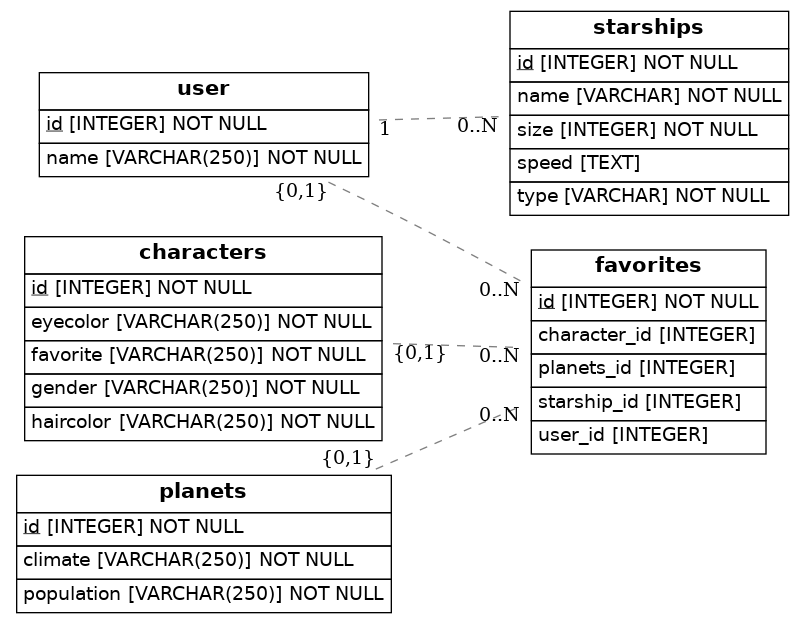 user
id [INTEGER] NOT NULL
name [VARCHAR(250)] NOT NULL
1
0..N
{0,1}
starships
id [INTEGER] NOT NULL
name [VARCHAR] NOT NULL
size [INTEGER] NOT NULL
speed [TEXT]
type [VARCHAR] NOT NULL
characters
id [INTEGER] NOT NULL
eyecolor [VARCHAR(250)] NOT NULL
favorite [VARCHAR(250)] NOT NULL
gender [VARCHAR(250)] NOT NULL
haircolor [VARCHAR(250)] NOT NULL
{0,1}
0..N
0..N
0..N
favorites
id [INTEGER] NOT NULL
character_id [INTEGER]
planets_id [INTEGER]
starship_id [INTEGER]
user_id [INTEGER]
{0,1}
planets
id [INTEGER] NOT NULL
climate [VARCHAR(250)] NOT NULL
population [VARCHAR(250)] NOT NULL